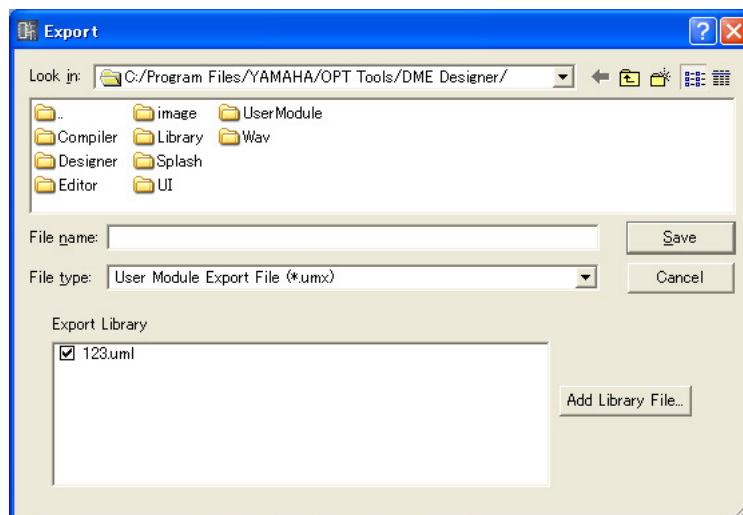 Export
Look in: C:/Program Files/YAMAHA/OPT Tools/DME Designer/
.. image UserModule
Compiler Library Wav
Designer Splash
Editor UI
File name: Save
File type: User Module Export File (*.umx) Cancel
Export Library
123.uml
Add Library File...